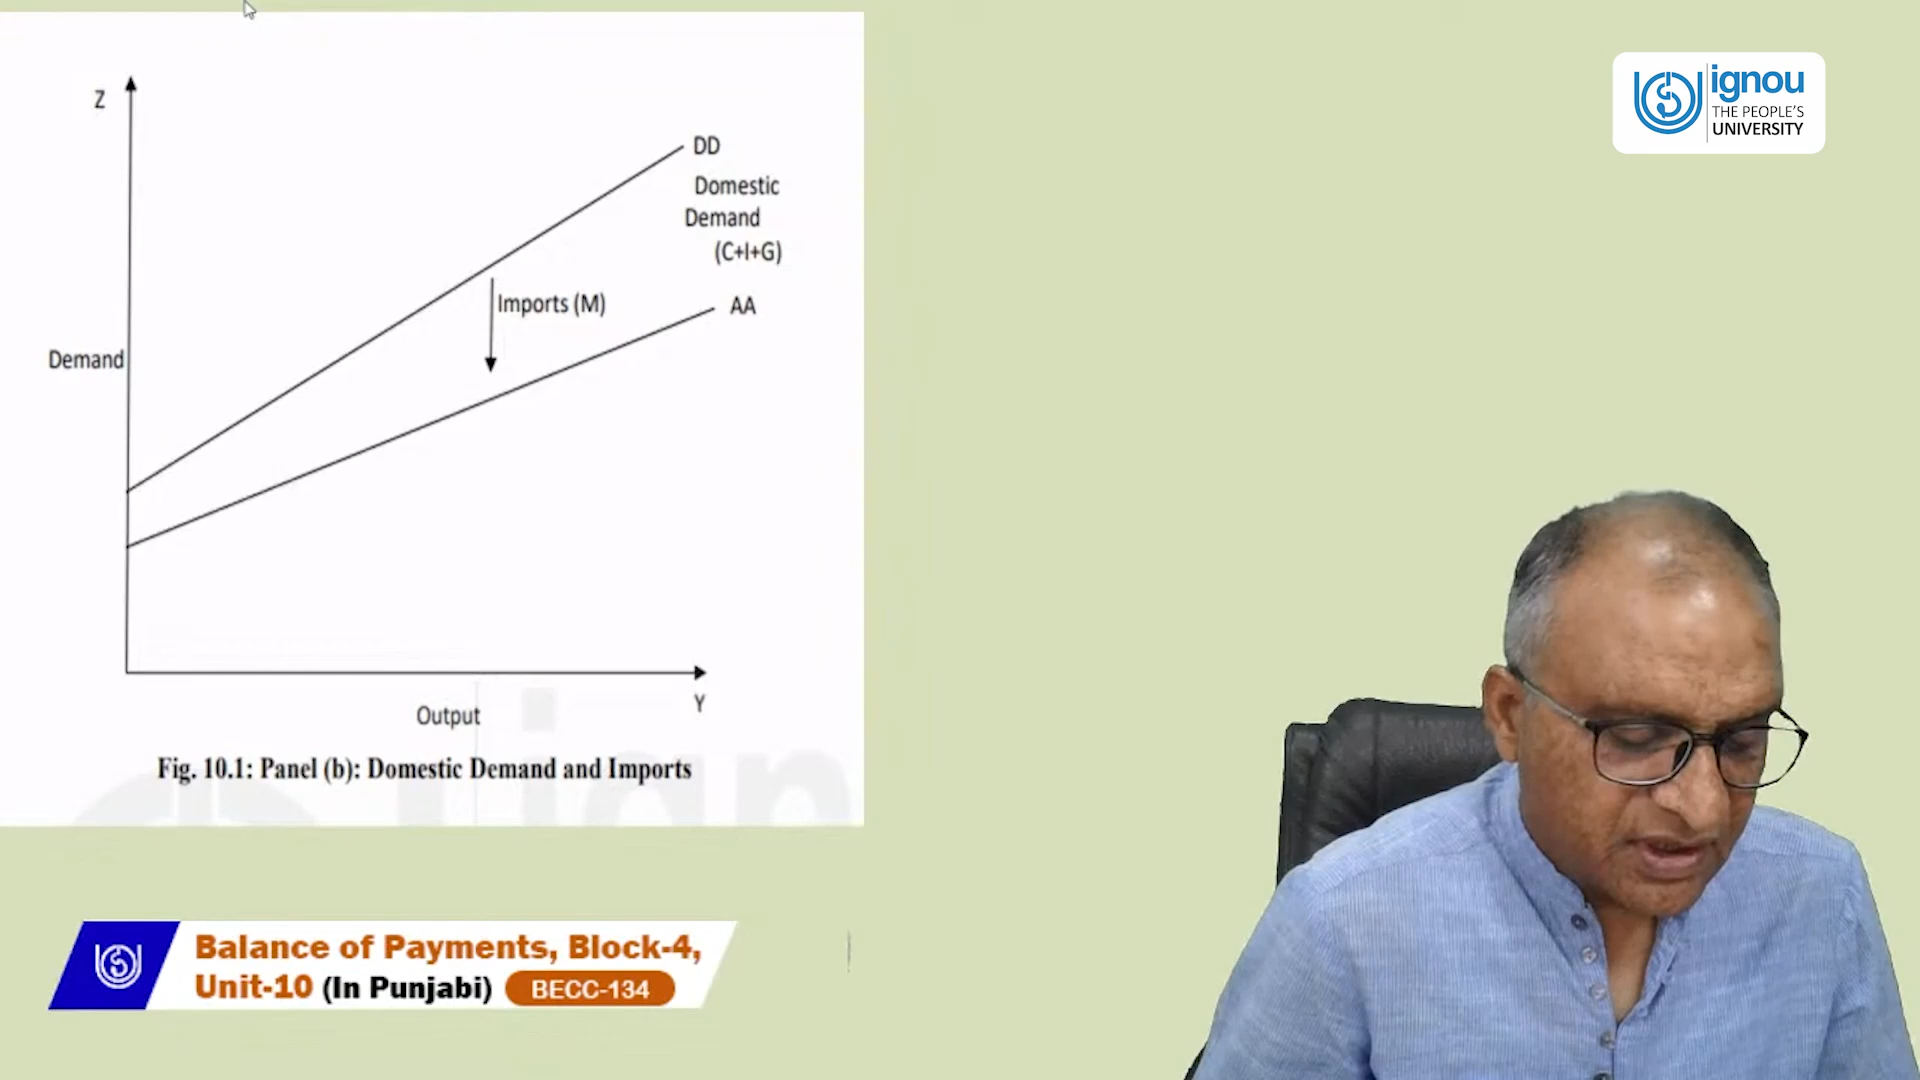 Z
DD
Domestic
Demand
(C+I+G)
Imports (M)
AA
Demand
Y
Output
Fig. 10.1: Panel (b): Domestic Demand and Imports
ignou
THE PEOPLE'S
UNIVERSITY
Balance of Payments, Block-4,
Unit-10 (In Punjabi) BECC-134